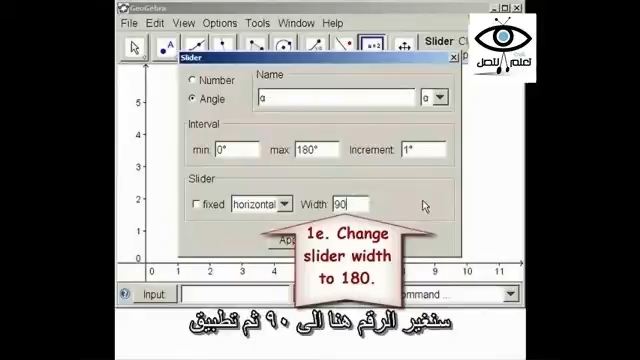 GeoGebra
File Edit View Options Tools Window Help
Slider
Slider
Number
Angle
Name
α
α
Interval
min: 0° max: 180° Increment: 1°
Slider
fixed horizontal Width: 90
1e. Change
slider width
to 180.
5
4
3
2
1
0 1 2 3 4 8 9 10 11
Input:
Command ...
تعلم لتصل
سنغير الرقم هنا الى ٩٠ ثم تطبيق